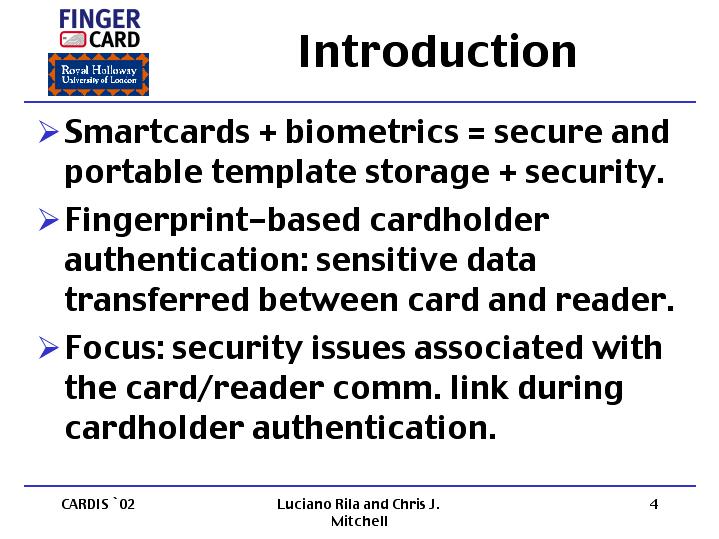 FINGER
CARD
Royal Holloway
University of London
Introduction
Smartcards + biometrics = secure and
portable template storage + security.
Fingerprint-based cardholder
authentication: sensitive data
transferred between card and reader.
Focus: security issues associated with
the card/reader comm. link during
cardholder authentication.
CARDIS `02
Luciano Rila and Chris J.
Mitchell
4